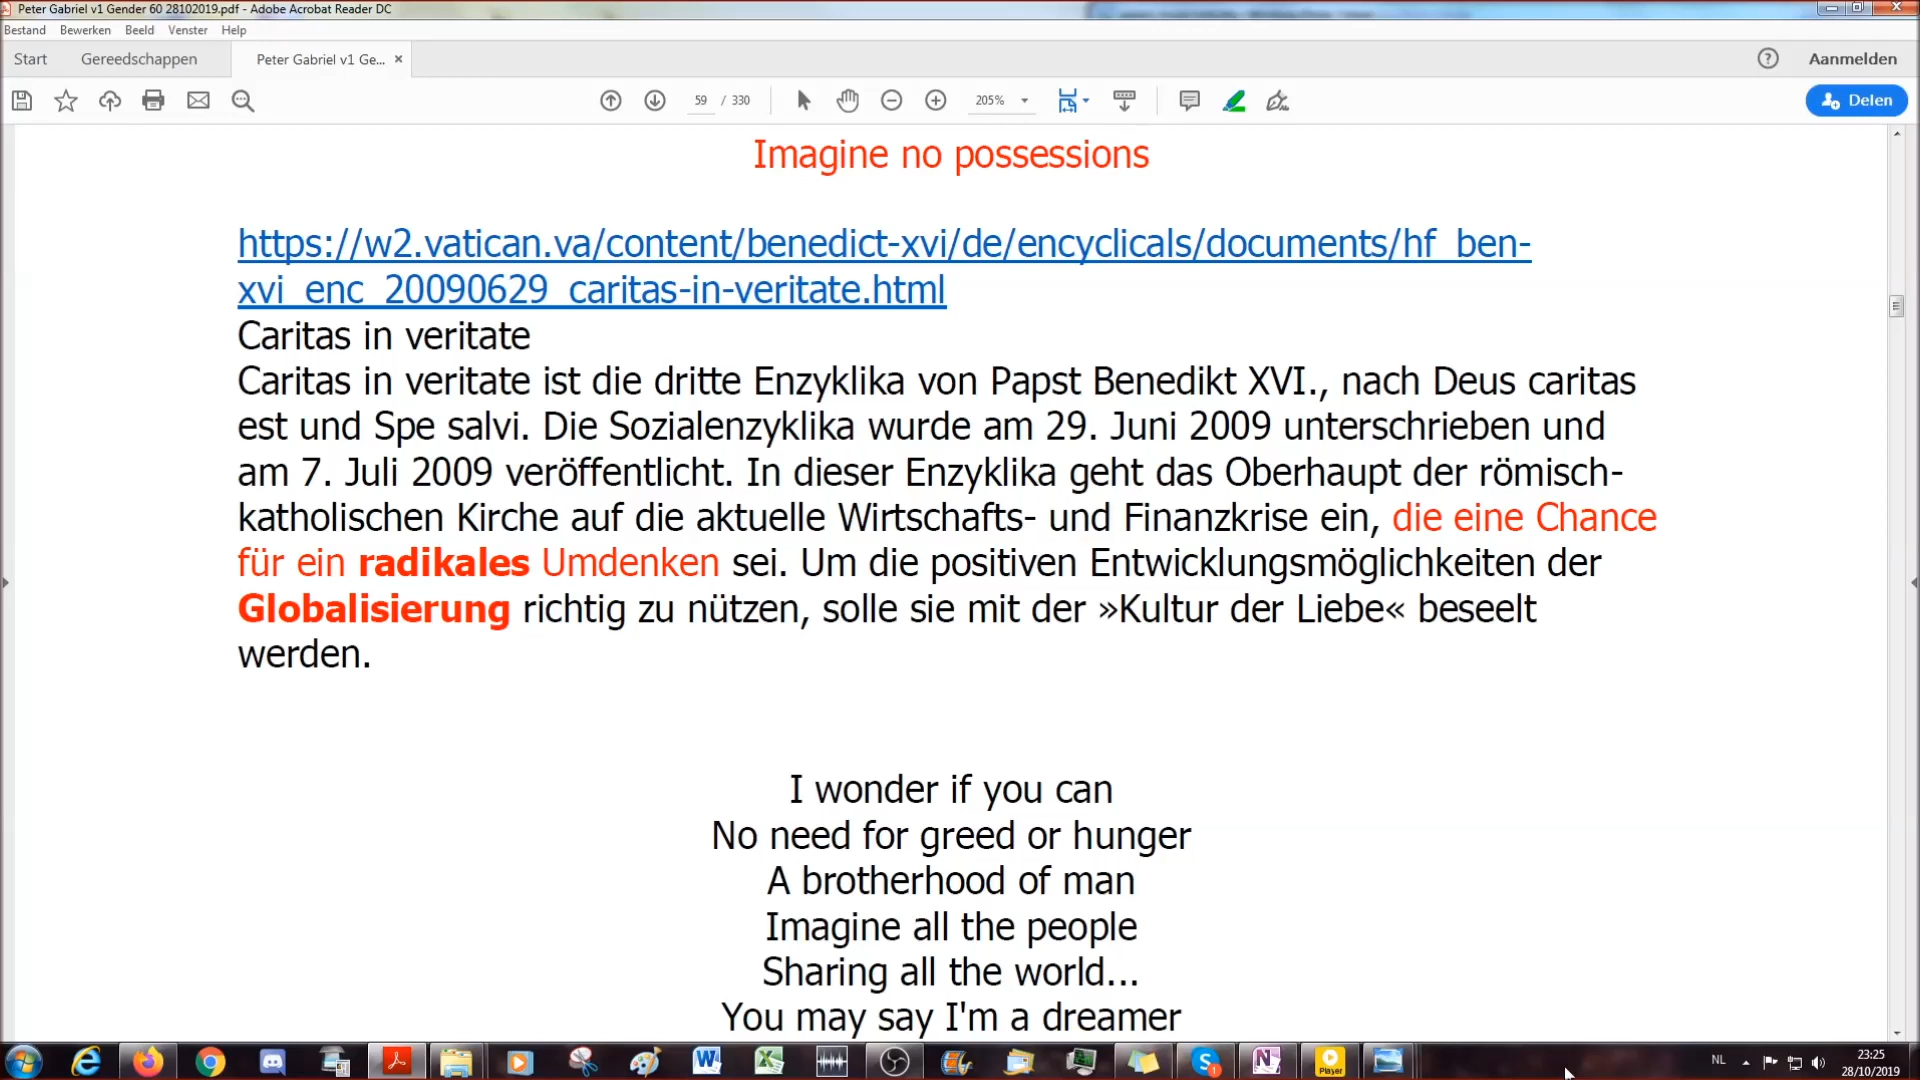 Peter Gabriel v1 Gender 60 28102019.pdf - Adobe Acrobat Reader DC
Bestand Bewerken Beeld Venster Help
Start Gereedschappen Peter Gabriel v1 Ge... Aanmelden
59 / 330 205% Delen
Imagine no possessions
https://w2.vatican.va/content/benedict-xvi/de/encyclicals/documents/hf_ben-
xvi_enc_20090629_caritas-in-veritate.html
Caritas in veritate
Caritas in veritate ist die dritte Enzyklika von Papst Benedikt XVI., nach Deus caritas
est und Spe salvi. Die Sozialenzyklika wurde am 29. Juni 2009 unterschrieben und
am 7. Juli 2009 veröffentlicht. In dieser Enzyklika geht das Oberhaupt der römisch-
katholischen Kirche auf die aktuelle Wirtschafts- und Finanzkrise ein, die eine Chance
für ein radikales Umdenken sei. Um die positiven Entwicklungsmöglichkeiten der
Globalisierung richtig zu nützen, solle sie mit der »Kultur der Liebe« beseelt
werden.
I wonder if you can
No need for greed or hunger
A brotherhood of man
Imagine all the people
Sharing all the world...
You may say I'm a dreamer
Player
NL
23:25
28/10/2019